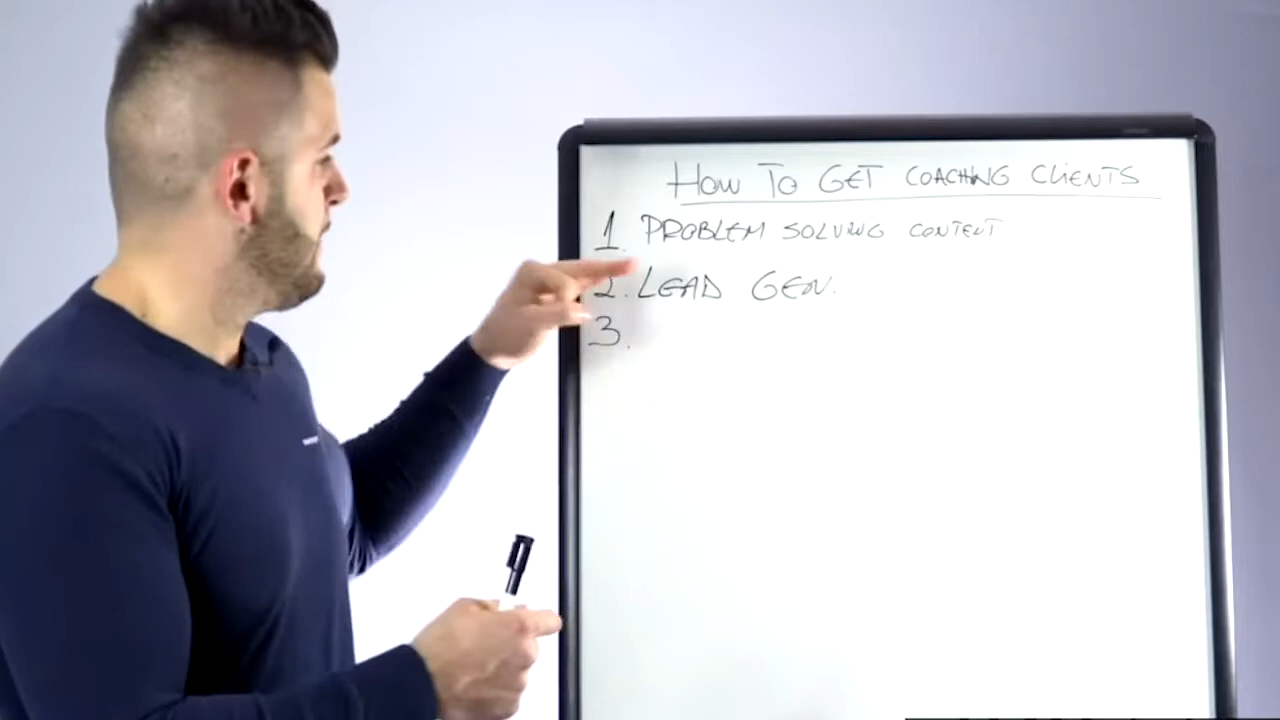 HOW TO GET COACHING CLIENTS
1. PROBLEM SOLVING CONTENT
2. LEAD GEN.
3.